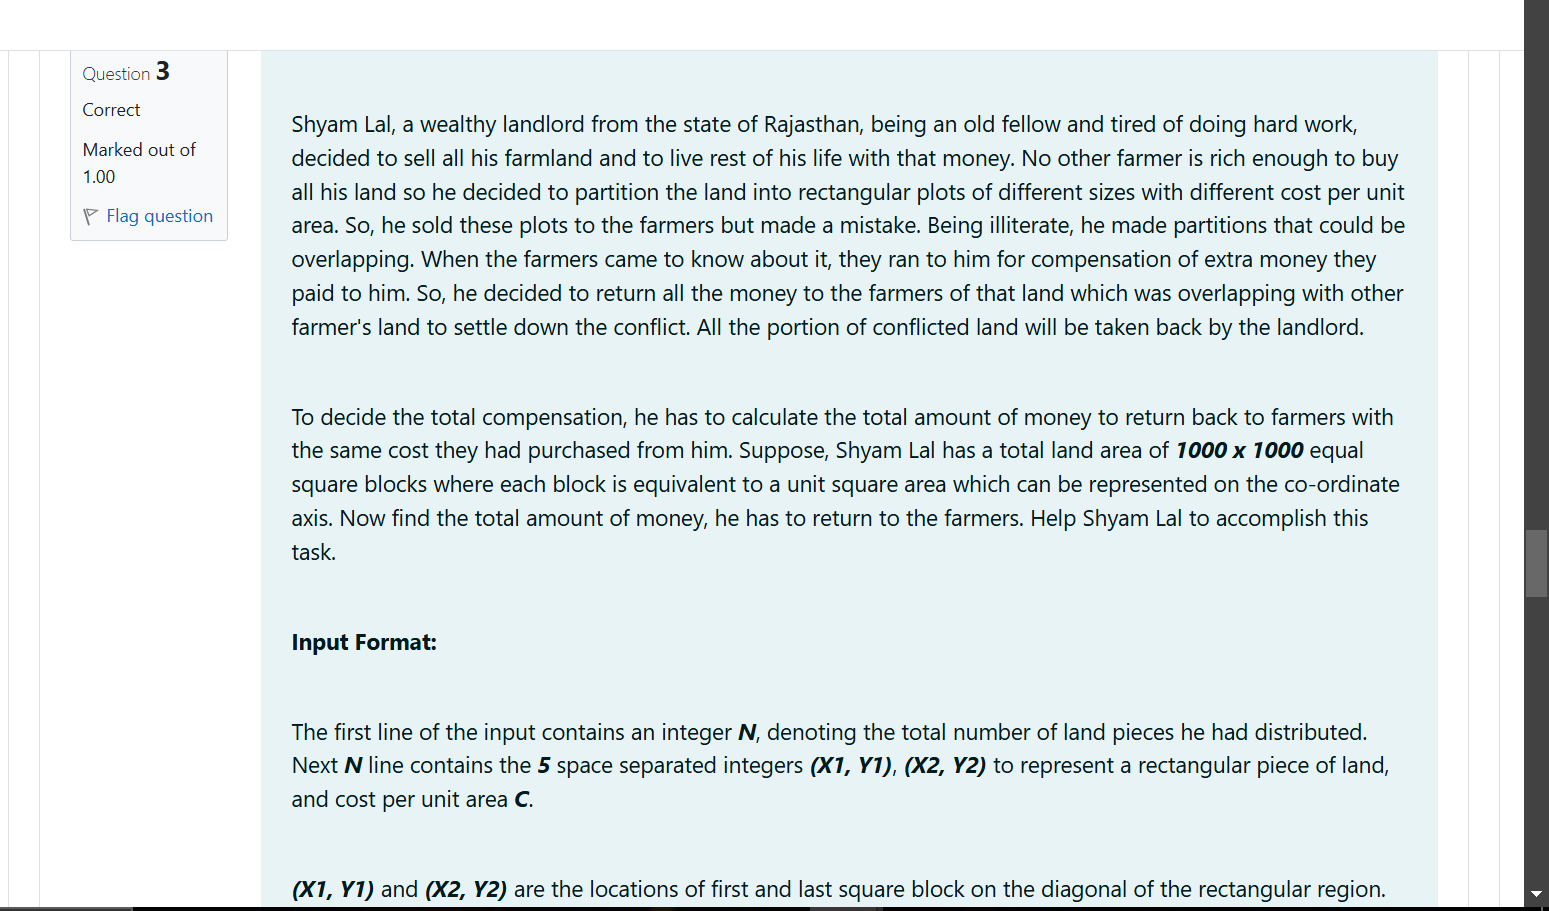 Question 3
Correct
Marked out of
1.00
Flag question
Shyam Lal, a wealthy landlord from the state of Rajasthan, being an old fellow and tired of doing hard work,
decided to sell all his farmland and to live rest of his life with that money. No other farmer is rich enough to buy
all his land so he decided to partition the land into rectangular plots of different sizes with different cost per unit
area. So, he sold these plots to the farmers but made a mistake. Being illiterate, he made partitions that could be
overlapping. When the farmers came to know about it, they ran to him for compensation of extra money they
paid to him. So, he decided to return all the money to the farmers of that land which was overlapping with other
farmer's land to settle down the conflict. All the portion of conflicted land will be taken back by the landlord.
To decide the total compensation, he has to calculate the total amount of money to return back to farmers with
the same cost they had purchased from him. Suppose, Shyam Lal has a total land area of 1000 x 1000 equal
square blocks where each block is equivalent to a unit square area which can be represented on the co-ordinate
axis. Now find the total amount of money, he has to return to the farmers. Help Shyam Lal to accomplish this
task.
Input Format:
The first line of the input contains an integer N, denoting the total number of land pieces he had distributed.
Next N line contains the 5 space separated integers (X1, Y1), (X2, Y2) to represent a rectangular piece of land,
and cost per unit area C.
(X1, Y1) and (X2, Y2) are the locations of first and last square block on the diagonal of the rectangular region.